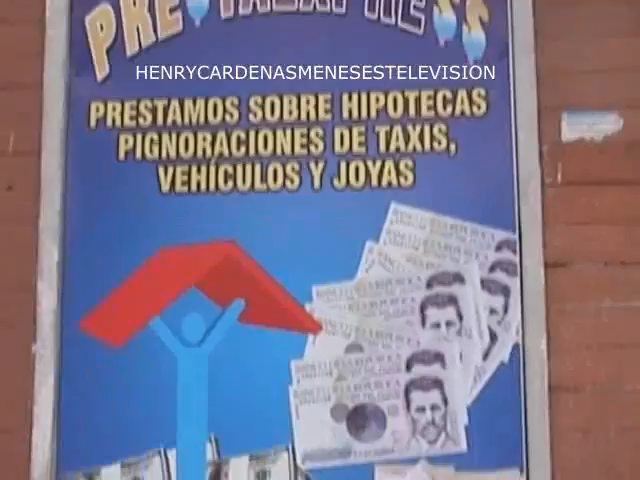 HENRYCARDENASMENESESTELEVISION
PRESTAMOS SOBRE HIPOTECAS
PIGNORACIONES DE TAXIS,
VEHÍCULOS Y JOYAS